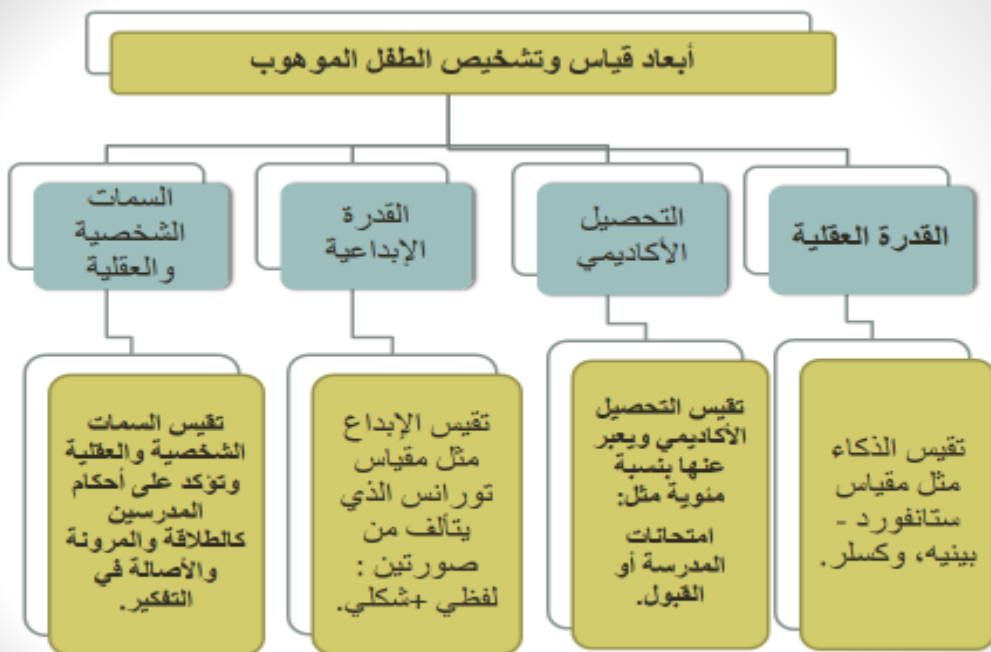 أبعاد قياس وتشخيص الطفل الموهوب
القدرة العقلية
التحصيل
الأكاديمي
القدرة
الإبداعية
السمات
الشخصية
والعقلية
تقيس الذكاء
مثل مقياس
ستانفورد -
بينيه، وكسلر.
تقيس التحصيل
الأكاديمي ويعبر
عنها بنسبة
مئوية مثل:
امتحانات
المدرسة أو
القبول.
تقيس الإبداع
مثل مقياس
تورانس الذي
يتألف من
صورتين :
لفظي +شكلي.
تقيس السمات
الشخصية والعقلية
وتؤكد على أحكام
المدرسين
كالطلاقة والمرونة
والأصالة في
التفكير.